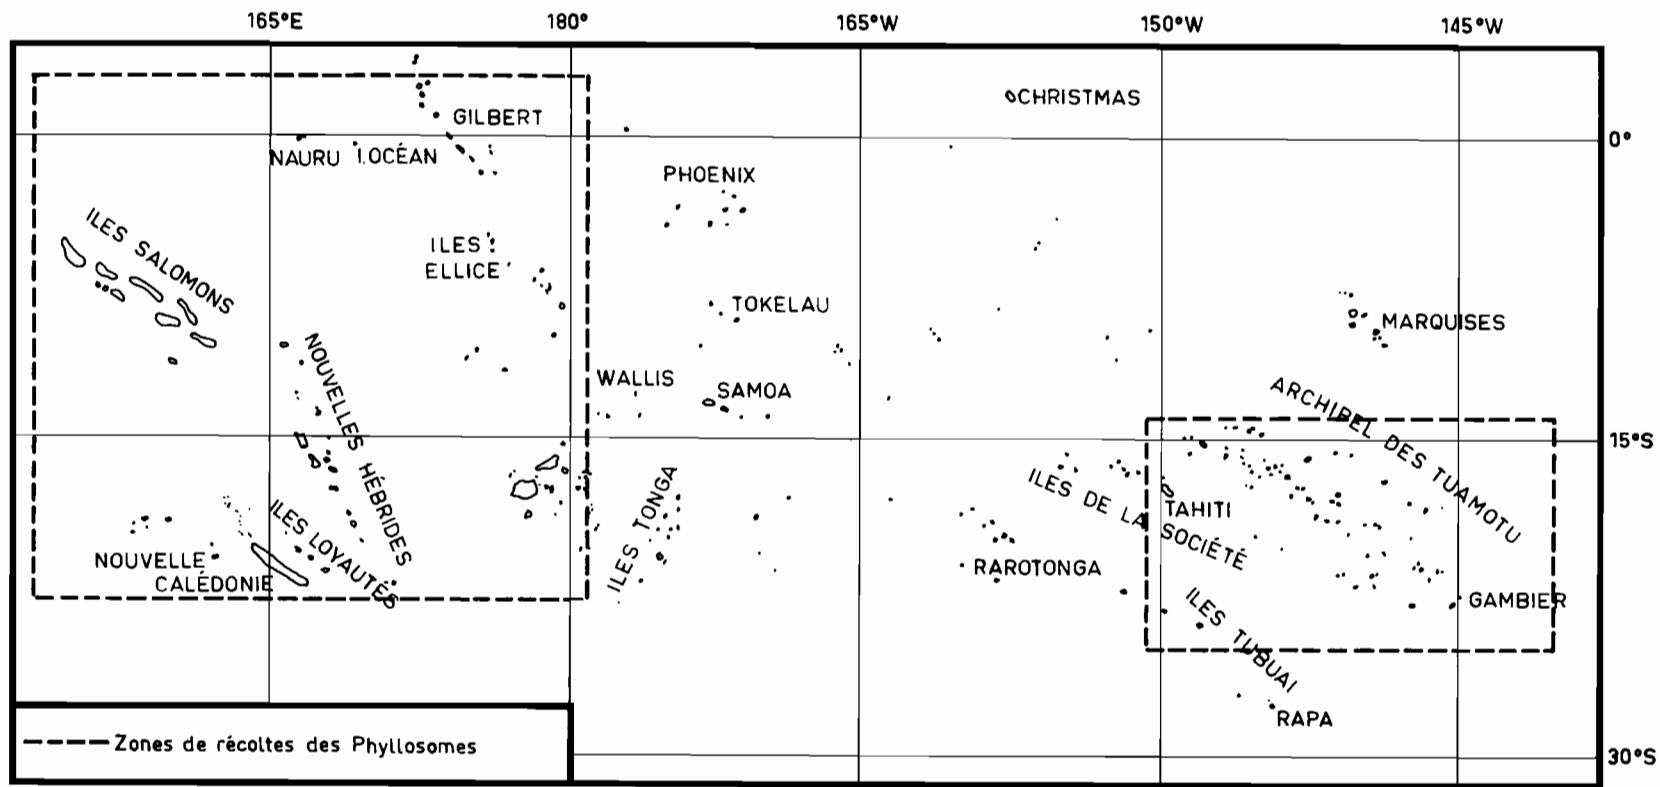 165°E 180° 165°W 150°W 145°W
CHRISTMAS
GILBERT
0°
NAURU I.OCÉAN
PHOENIX
ILES SALOMONS
ILES
ELLICE
TOKELAU
MARQUISES
NOUVELLES HÉBRIDES
WALLIS
SAMOA
ARCHIPEL DES TUAMOTU
15°S
ILES TONGA
ILES DE LA SOCIÉTÉ
TAHITI
ILES LOYAUTÉS
NOUVELLE
CALÉDONIE
RAROTONGA
GAMBIER
ILES TUBUAI
RAPA
Zones de récoltes des Phyllosomes
30°S